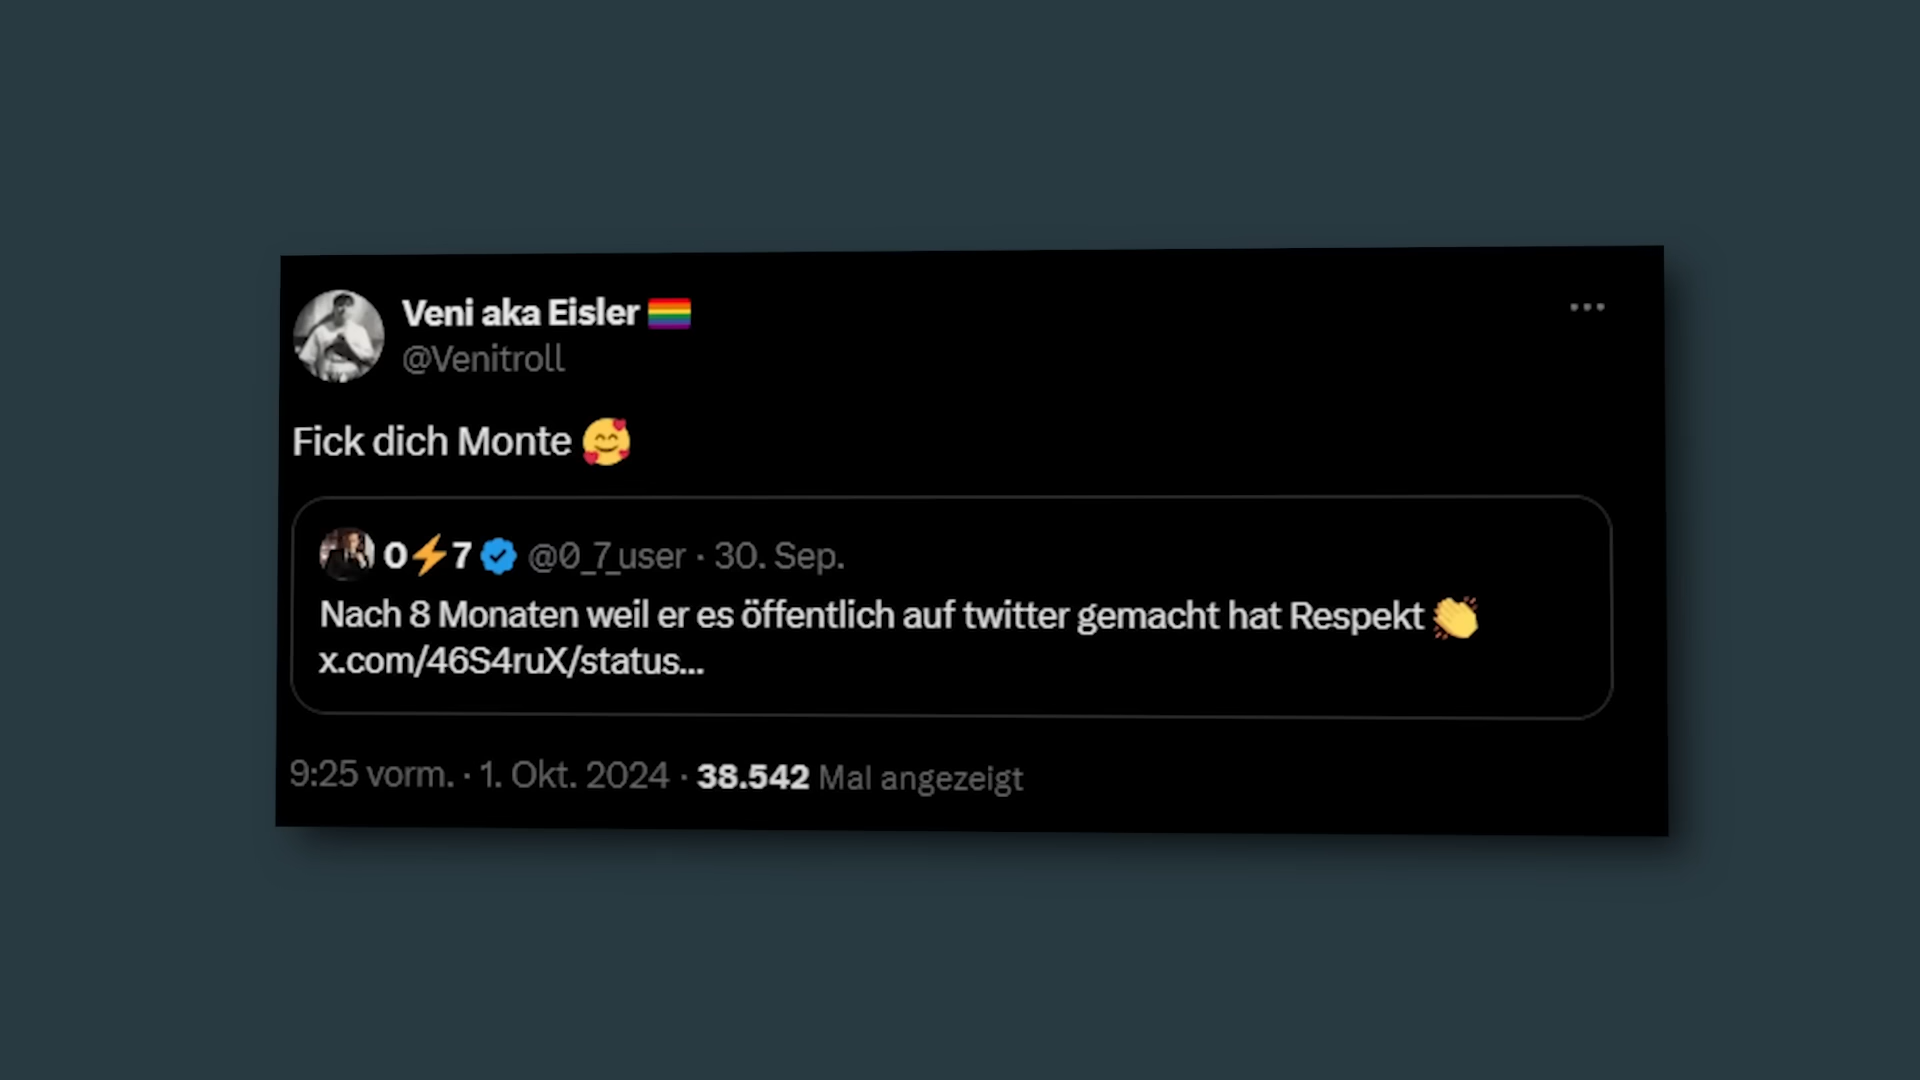 Veni aka Eisler 🏳️‍🌈
@Venitroll
Fick dich Monte 🥰
0⚡7 @0_7_user · 30. Sep.
Nach 8 Monaten weil er es öffentlich auf twitter gemacht hat Respekt 👏
x.com/46S4ruX/status...
9:25 vorm. · 1. Okt. 2024 · 38.542 Mal angezeigt